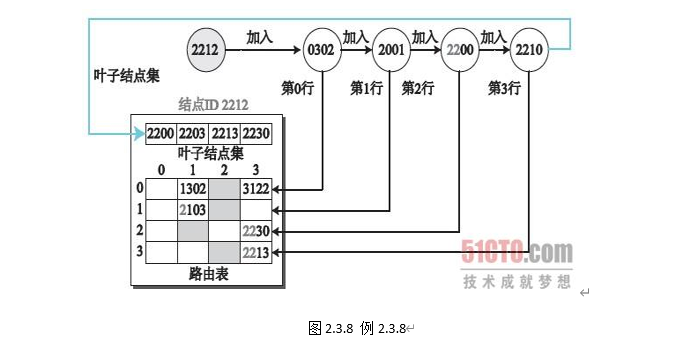 2212 加入 0302 加入 2001 加入 2200 加入 2210
叶子结点集
第0行 第1行 第2行 第3行
结点ID 2212
2200 2203 2213 2230
叶子结点集
0 1 2 3
0 1302 3122
1 2103
2 2230
3 2213
路由表
51CTO.com
技术成就梦想
图 2.3.8 例 2.3.8